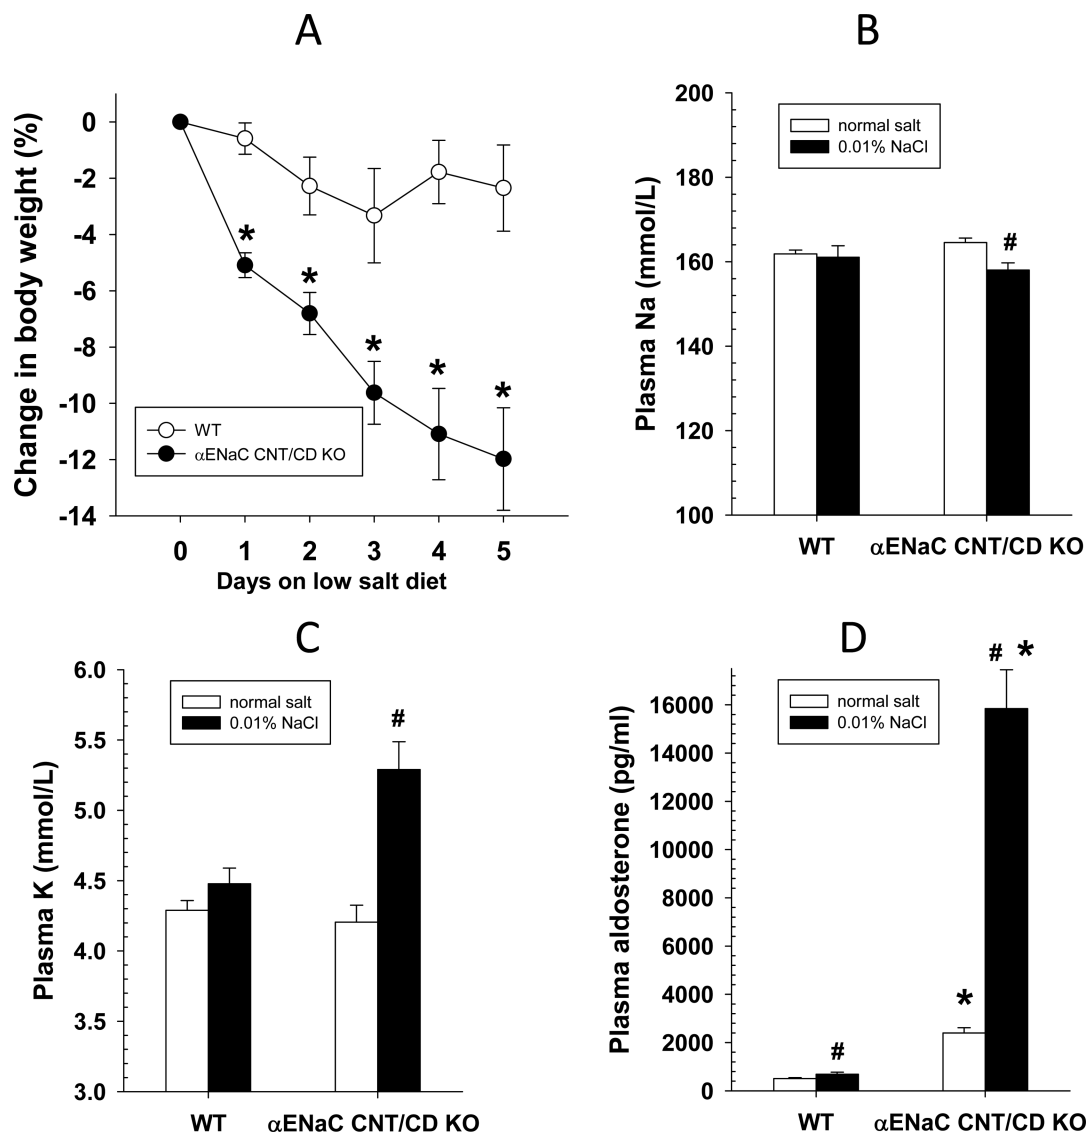 A
Change in body weight (%)
0
-2
-4
-6
-8
-10
-12
-14
*
*
*
*
*
WT
αENaC CNT/CD KO
0 1 2 3 4 5
Days on low salt diet
B
Plasma Na (mmol/L)
200
180
160
140
120
100
normal salt
0.01% NaCl
#
WT αENaC CNT/CD KO
C
Plasma K (mmol/L)
6.0
5.5
5.0
4.5
4.0
3.5
3.0
normal salt
0.01% NaCl
#
WT αENaC CNT/CD KO
D
Plasma aldosterone (pg/ml)
16000
14000
12000
10000
8000
6000
4000
2000
0
normal salt
0.01% NaCl
# *
*
#
WT αENaC CNT/CD KO